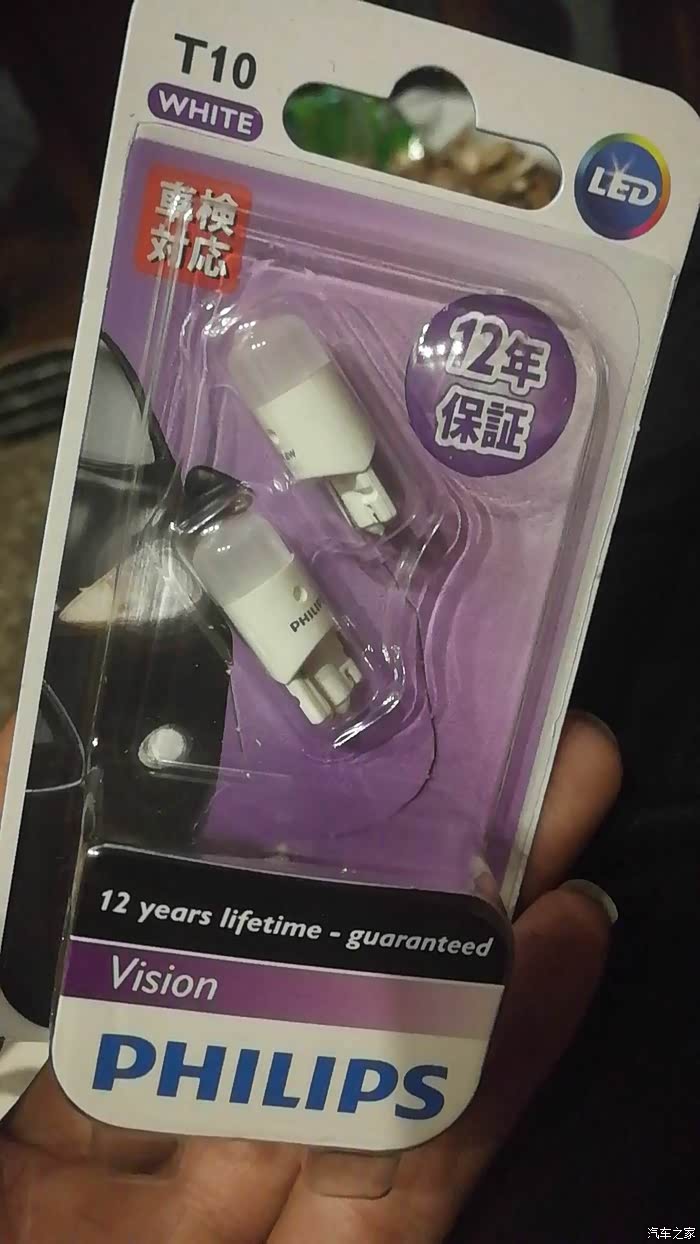 T10
WHITE
LED
車検
対応
12年
保証
PHILIPS
12 years lifetime - guaranteed
Vision
PHILIPS
汽车之家